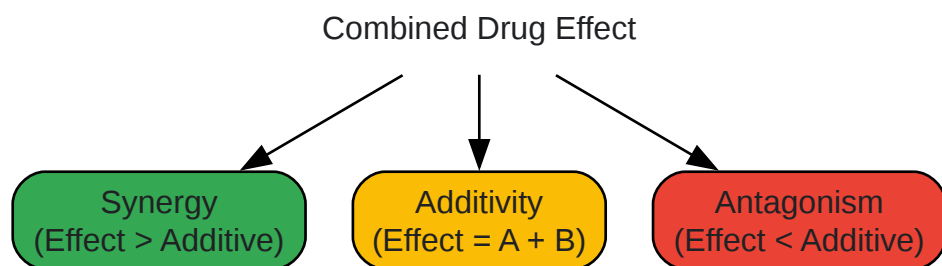 Combined Drug Effect
Synergy
(Effect > Additive)
Additivity
(Effect = A + B)
Antagonism
(Effect < Additive)